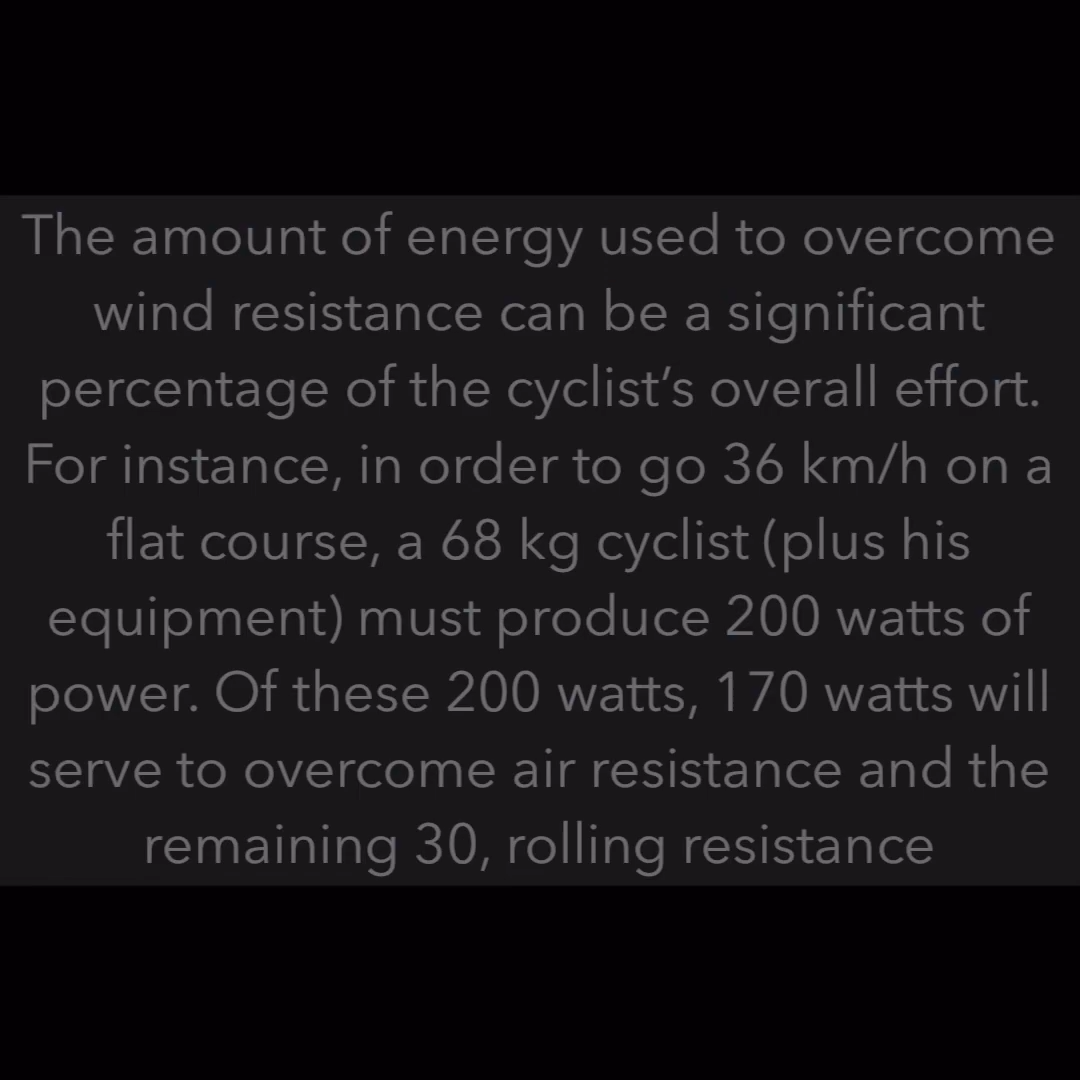 The amount of energy used to overcome
wind resistance can be a significant
percentage of the cyclist’s overall effort.
For instance, in order to go 36 km/h on a
flat course, a 68 kg cyclist (plus his
equipment) must produce 200 watts of
power. Of these 200 watts, 170 watts will
serve to overcome air resistance and the
remaining 30, rolling resistance